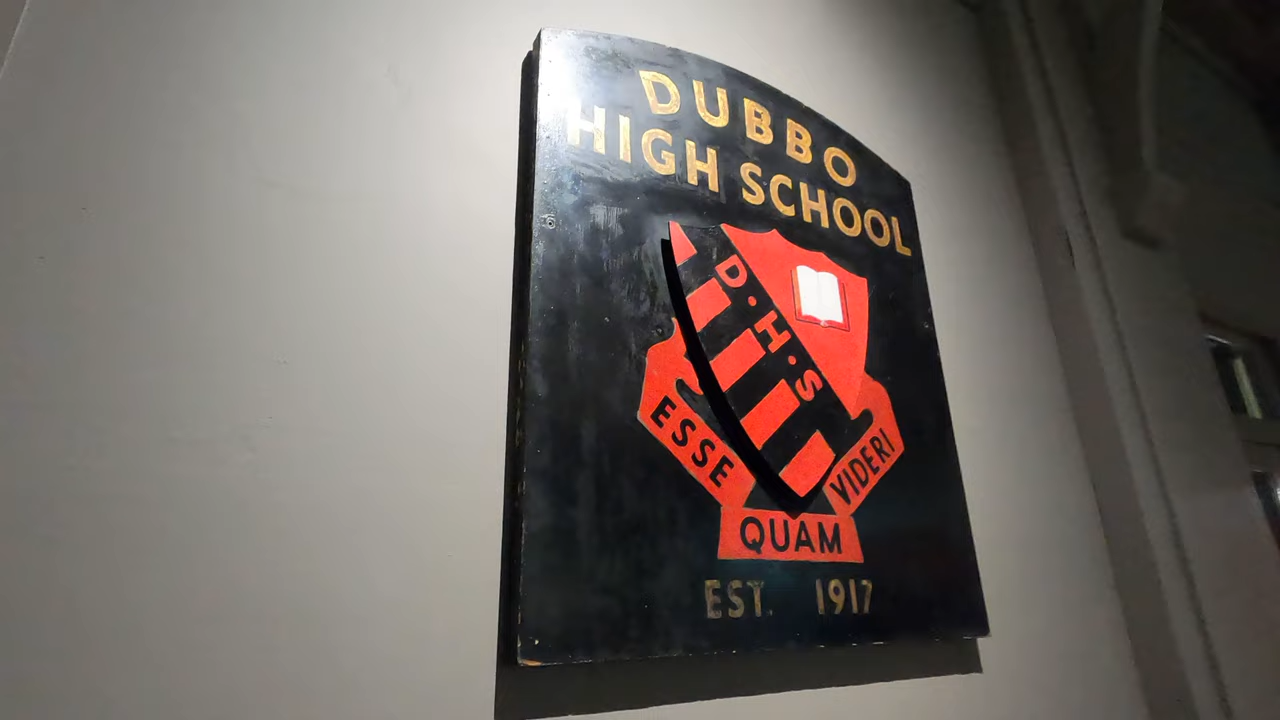 DUBBO
HIGH SCHOOL
D·H·S
ESSE
QUAM
VIDERI
EST. 1917